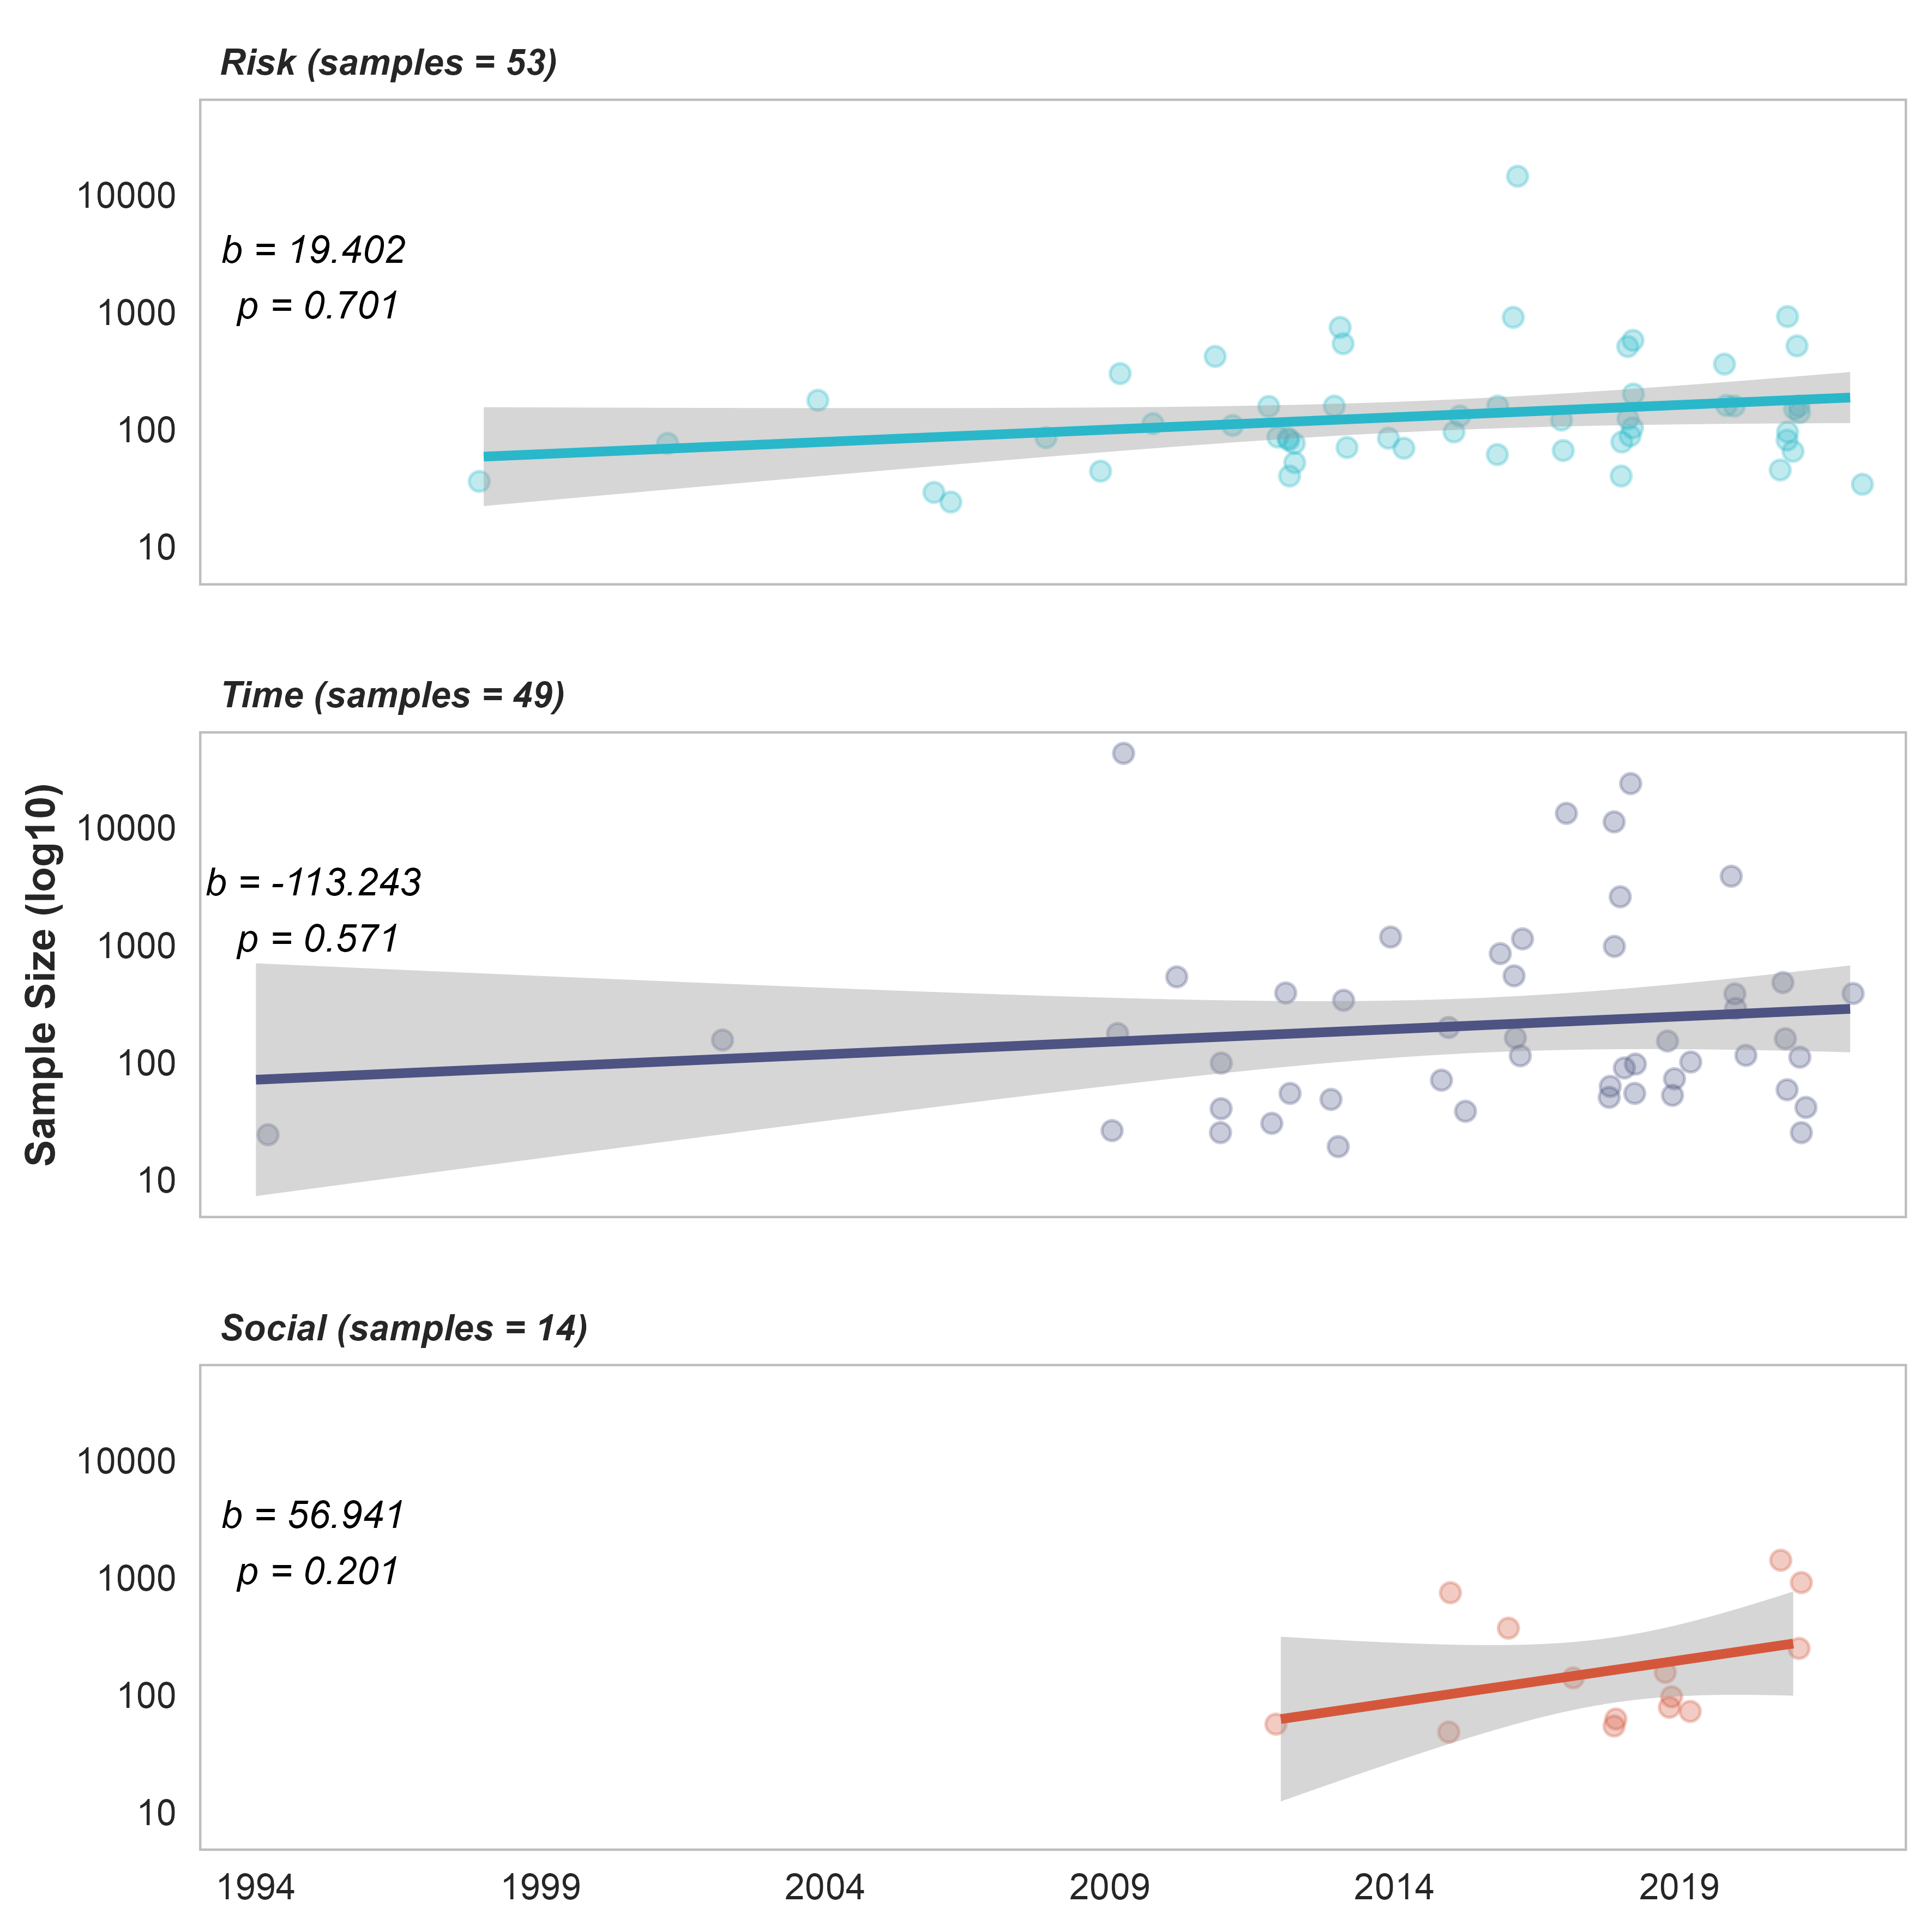 Risk (samples = 53)
10000
1000
100
10
b = 19.402
p = 0.701
Sample Size (log10)
Time (samples = 49)
10000
1000
100
10
b = -113.243
p = 0.571
Social (samples = 14)
10000
1000
100
10
b = 56.941
p = 0.201
1994 1999 2004 2009 2014 2019